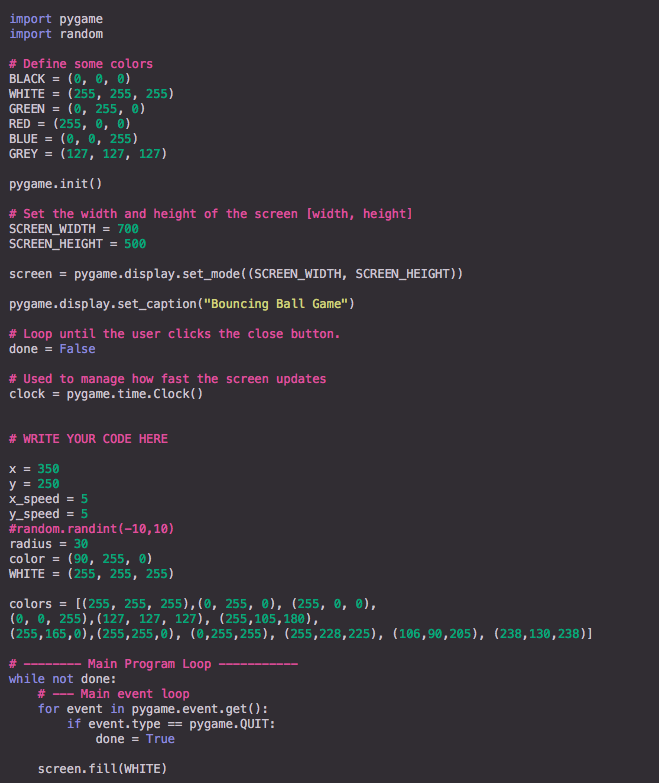 import pygame
import random

# Define some colors
BLACK = (0, 0, 0)
WHITE = (255, 255, 255)
GREEN = (0, 255, 0)
RED = (255, 0, 0)
BLUE = (0, 0, 255)
GREY = (127, 127, 127)

pygame.init()

# Set the width and height of the screen [width, height]
SCREEN_WIDTH = 700
SCREEN_HEIGHT = 500

screen = pygame.display.set_mode((SCREEN_WIDTH, SCREEN_HEIGHT))

pygame.display.set_caption("Bouncing Ball Game")

# Loop until the user clicks the close button.
done = False

# Used to manage how fast the screen updates
clock = pygame.time.Clock()


# WRITE YOUR CODE HERE

x = 350
y = 250
x_speed = 5
y_speed = 5
#random.randint(-10,10)
radius = 30
color = (90, 255, 0)
WHITE = (255, 255, 255)

colors = [(255, 255, 255),(0, 255, 0), (255, 0, 0),
(0, 0, 255),(127, 127, 127), (255,105,180),
(255,165,0),(255,255,0), (0,255,255), (255,228,225), (106,90,205), (238,130,238)]

# -------- Main Program Loop -----------
while not done:
    # --- Main event loop
    for event in pygame.event.get():
        if event.type == pygame.QUIT:
            done = True

    screen.fill(WHITE)